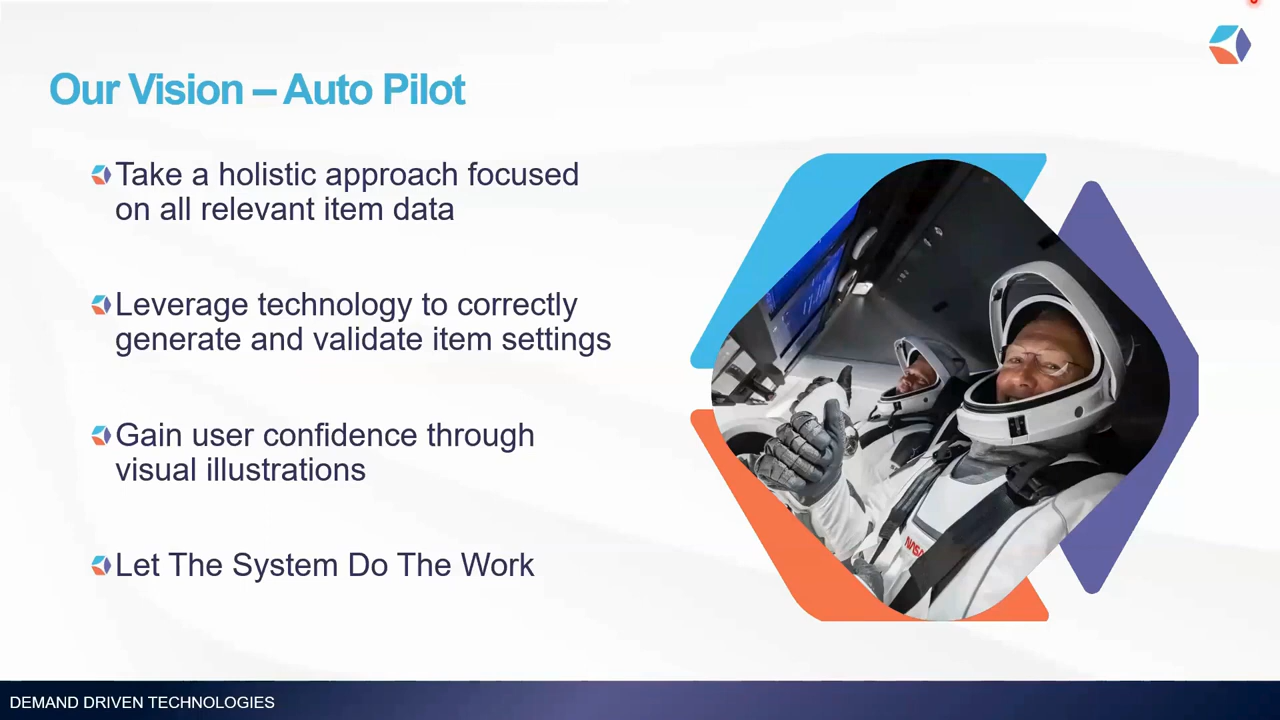 Our Vision – Auto Pilot
Take a holistic approach focused
on all relevant item data
Leverage technology to correctly
generate and validate item settings
Gain user confidence through
visual illustrations
Let The System Do The Work
NASA
DEMAND DRIVEN TECHNOLOGIES